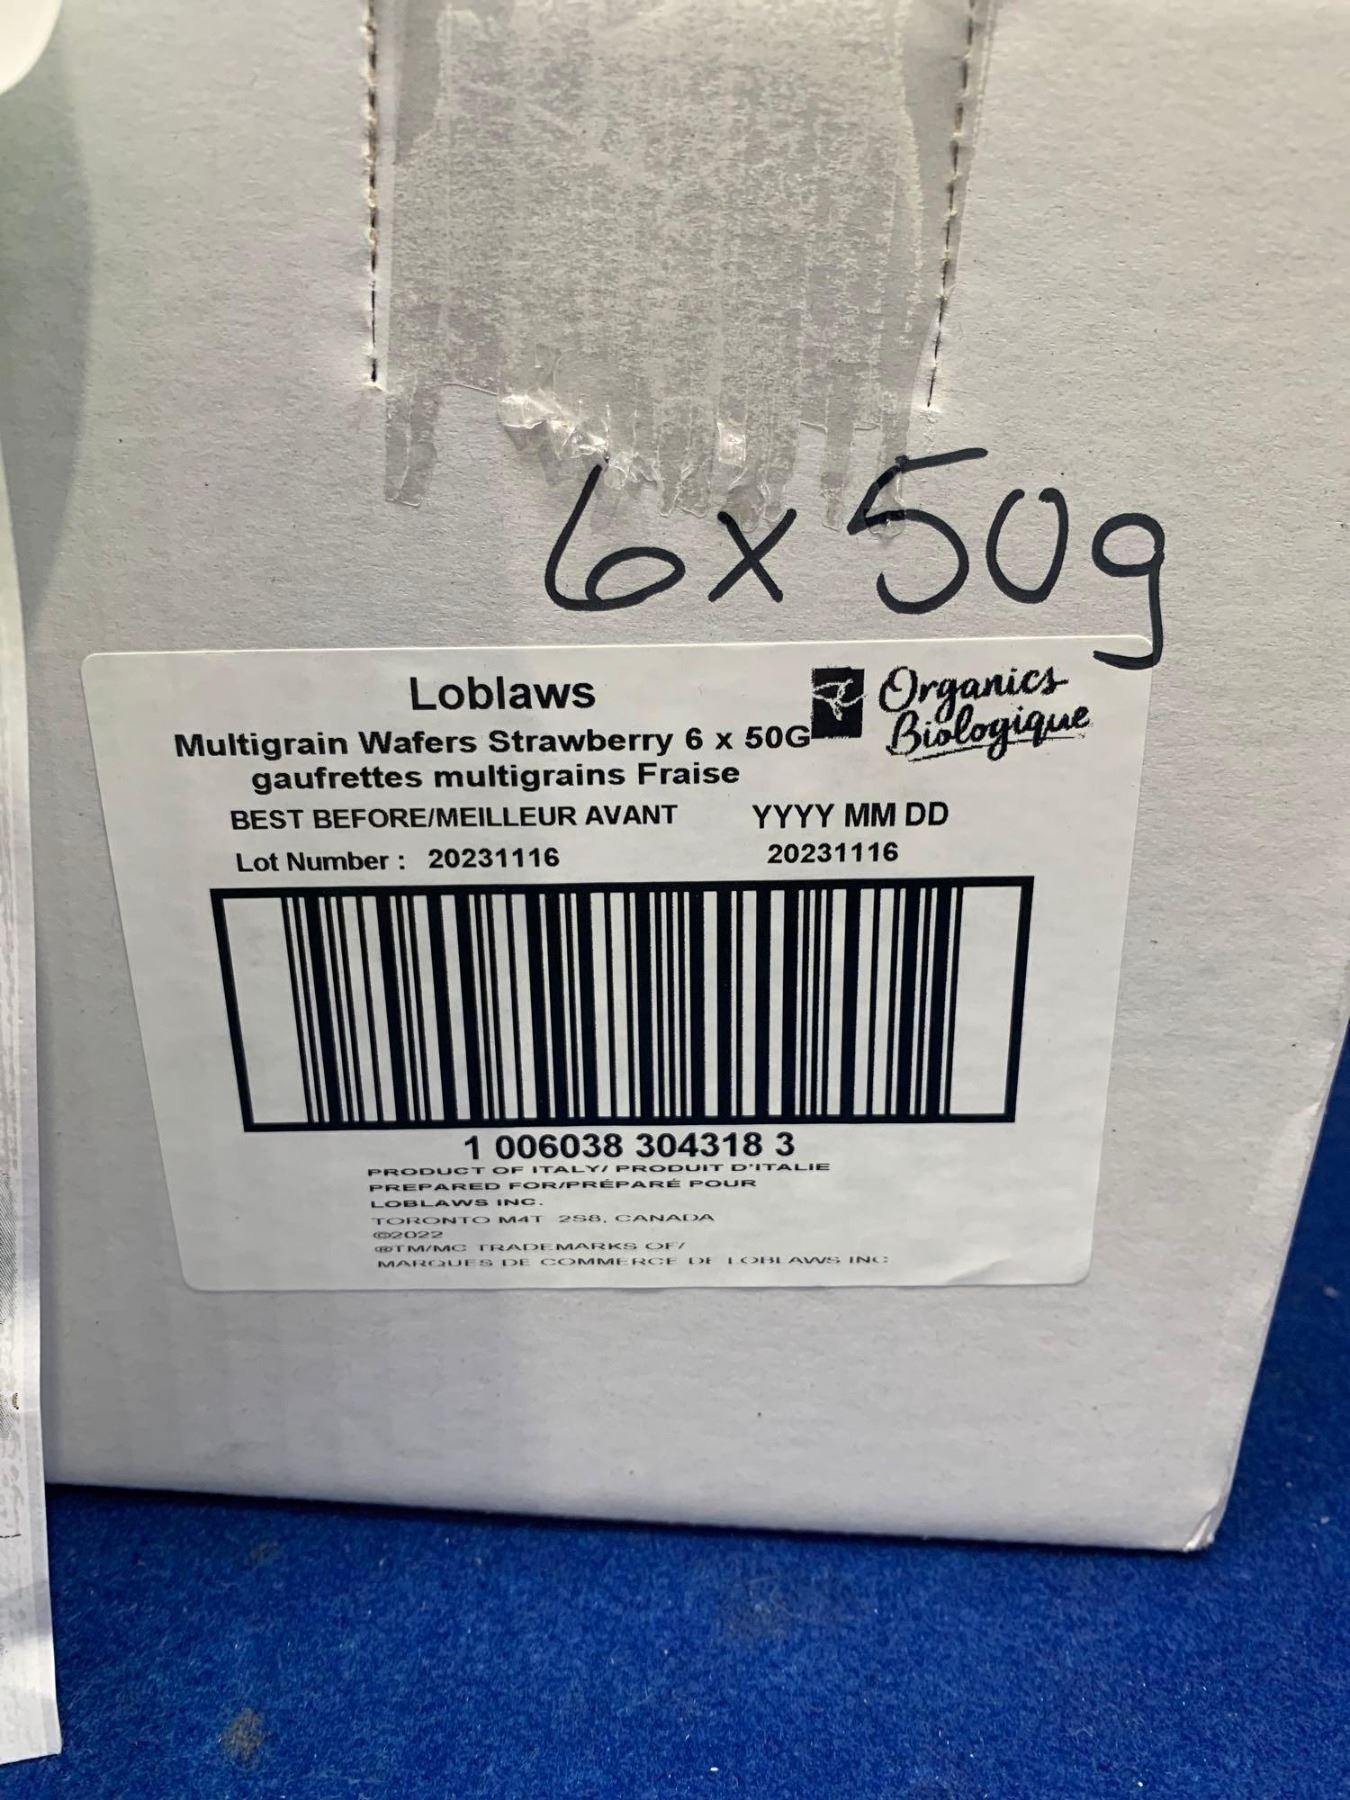 6x50g
Loblaws
Organics
Biologique
Multigrain Wafers Strawberry 6 x 50G
gaufrettes multigrains Fraise
BEST BEFORE/MEILLEUR AVANT YYYY MM DD
Lot Number : 20231116 20231116
1 006038 304318 3
PRODUCT OF ITALY/ PRODUIT D'ITALIE
PREPARED FOR/PRÉPARÉ POUR
LOBLAWS INC.
TORONTO M4T 2S8, CANADA
©2022
®TM/MC TRADEMARKS OF/
MARQUES DE COMMERCE DE LOBLAWS INC